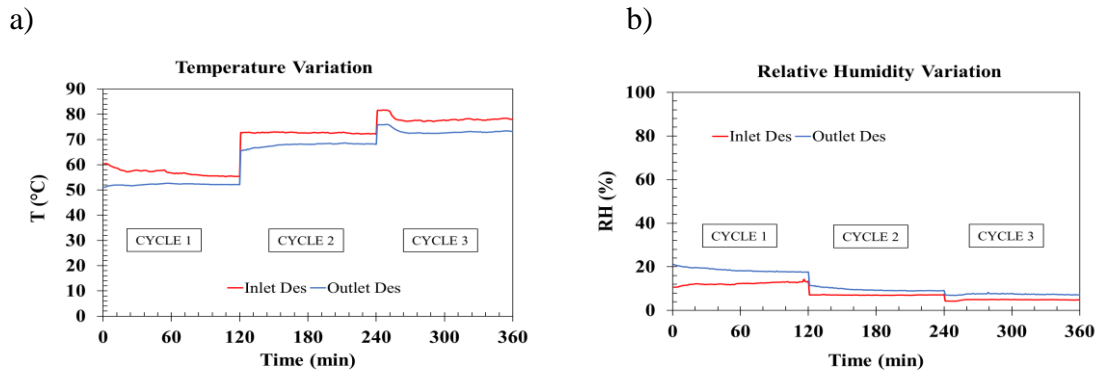 a)
b)
Temperature Variation
T (°C)
90
80
70
60
50
40
30
20
10
0
CYCLE 1
CYCLE 2
CYCLE 3
Inlet Des
Outlet Des
0
60
120
180
240
300
360
Time (min)
Relative Humidity Variation
RH (%)
100
80
60
40
20
0
Inlet Des
Outlet Des
CYCLE 1
CYCLE 2
CYCLE 3
0
60
120
180
240
300
360
Time (min)